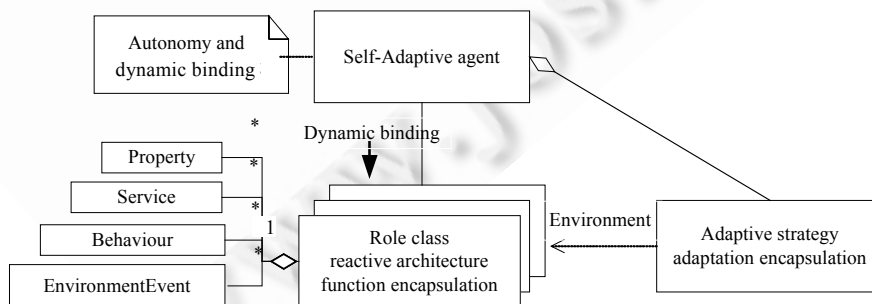 Autonomy and
dynamic binding
Self-Adaptive agent
*
Dynamic binding
Property
*
Service
*
1
Behaviour
*
EnvironmentEvent
Role class
reactive architecture
function encapsulation
Environment
Adaptive strategy
adaptation encapsulation